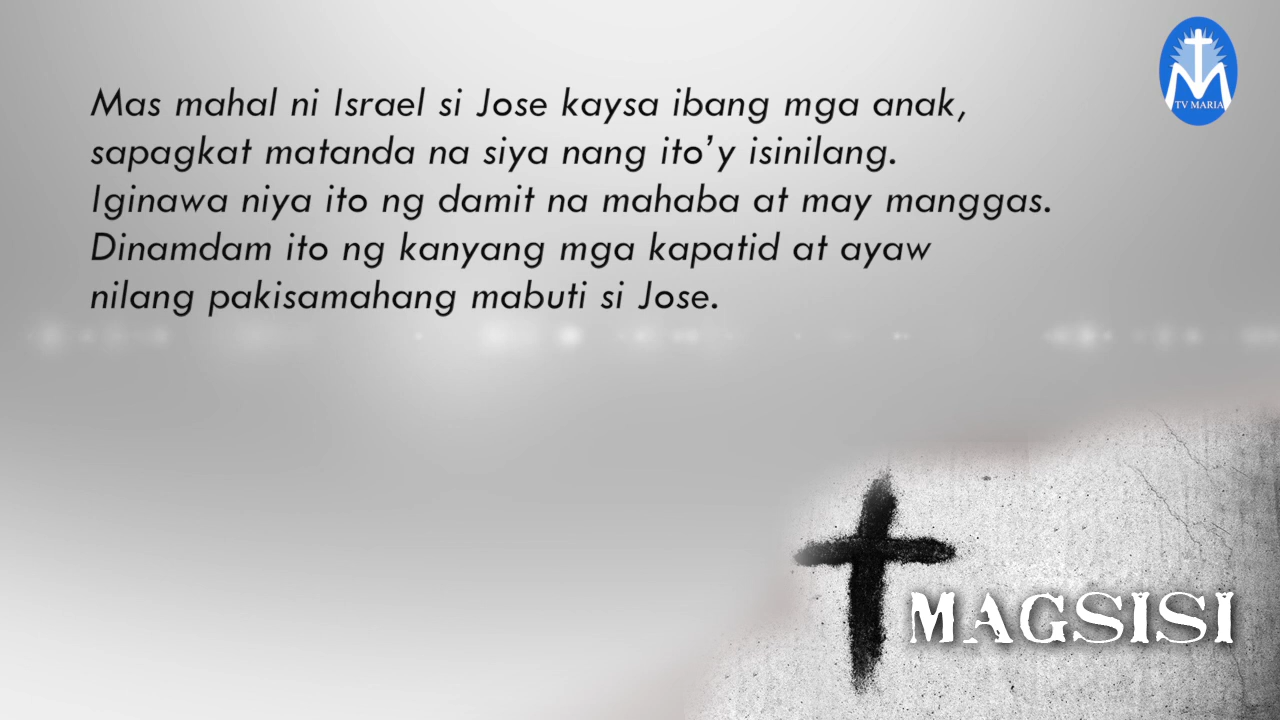 TV MARIA
Mas mahal ni Israel si Jose kaysa ibang mga anak,
sapagkat matanda na siya nang ito’y isinilang.
Iginawa niya ito ng damit na mahaba at may manggas.
Dinamdam ito ng kanyang mga kapatid at ayaw
nilang pakisamahang mabuti si Jose.
MAGSISI